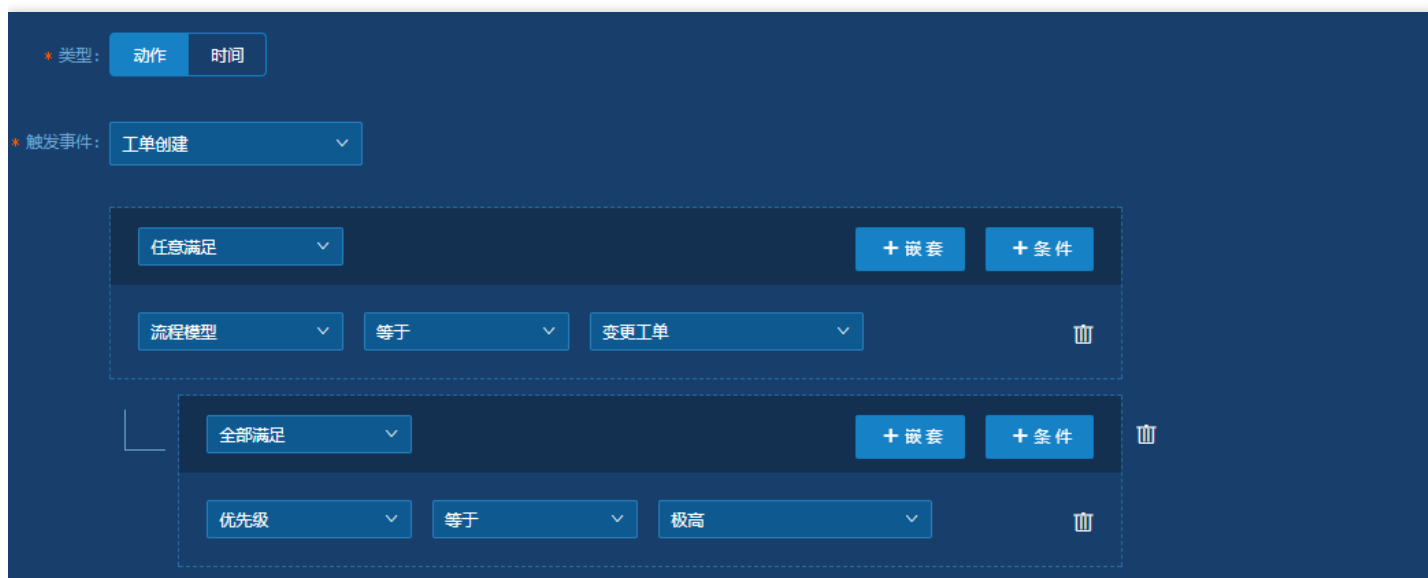 * 类型: 动作 时间
* 触发事件: 工单创建
任意满足 + 嵌套 + 条件
流程模型 等于 变更工单
全部满足 + 嵌套 + 条件
优先级 等于 极高